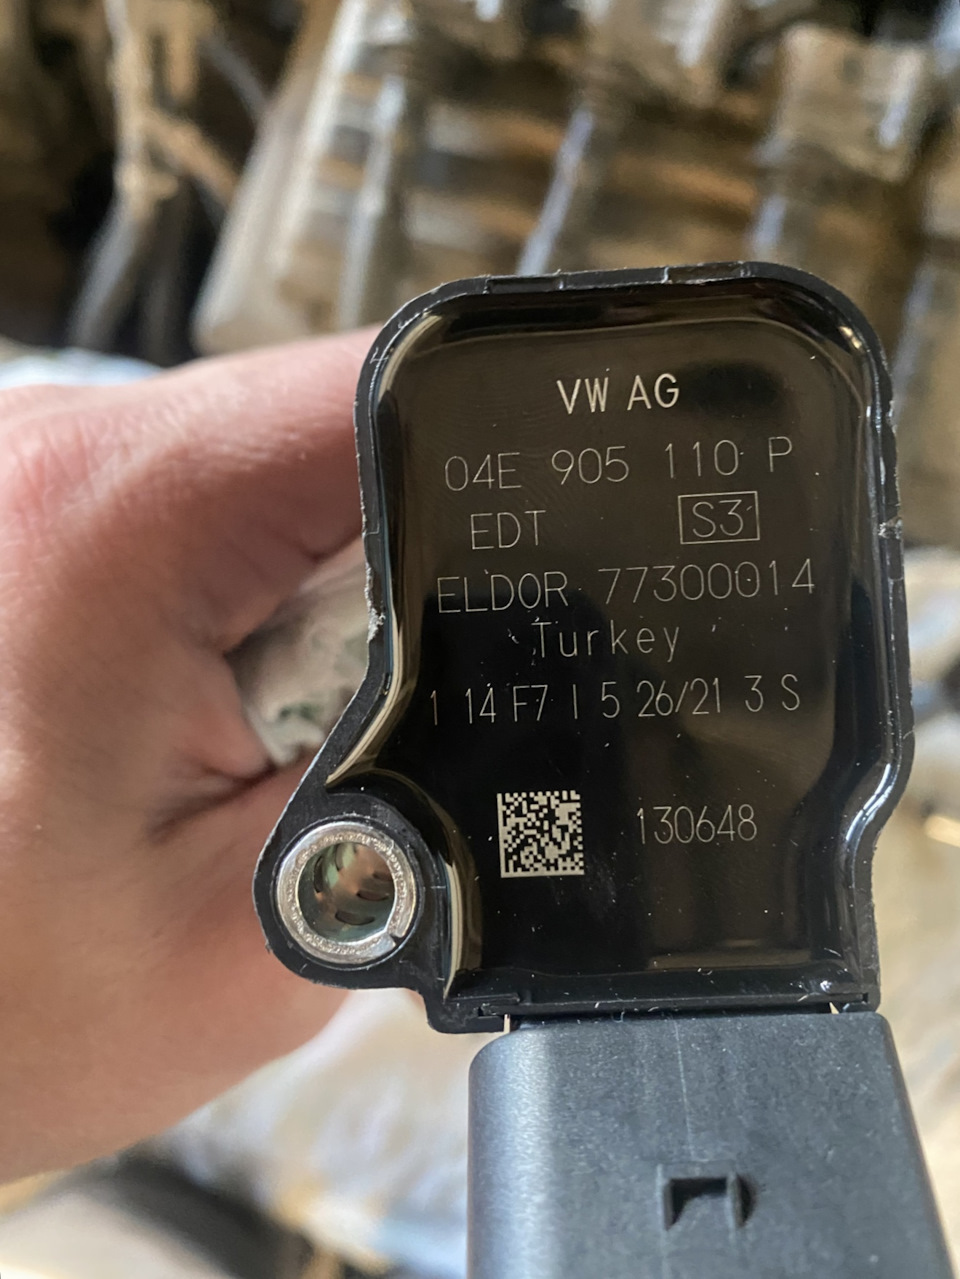 VW AG
04E 905 110 P
EDT S3
ELDOR 77300014
Turkey
1 14 F7 I 5 26/21 3 S
130648